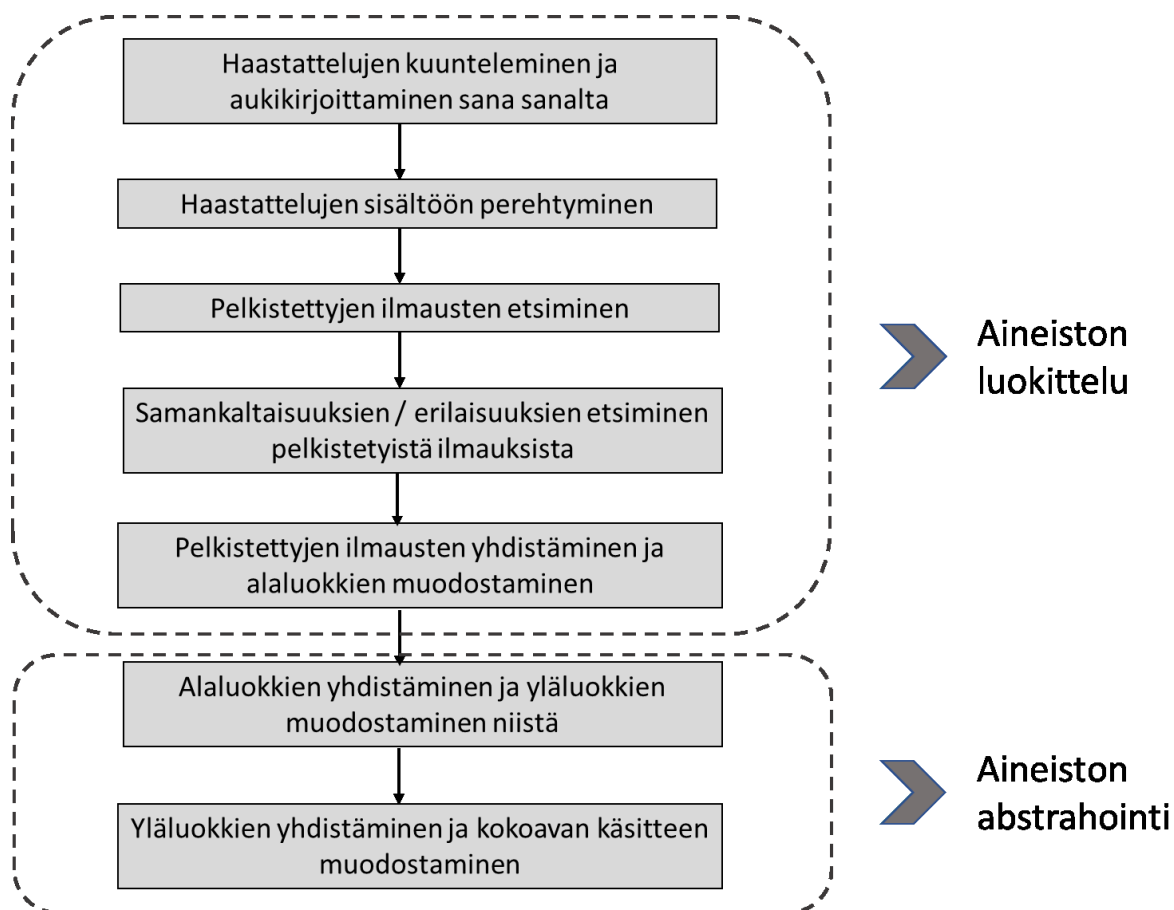 Haastattelujen kuunteleminen ja
aukikirjoittaminen sana sanalta
Haastattelujen sisältöön perehtyminen
Pelkistettyjen ilmausten etsiminen
Samankaltaisuuksien / erilaisuuksien etsiminen
pelkistetyistä ilmauksista
Pelkistettyjen ilmausten yhdistäminen ja
alaluokkien muodostaminen
Aineiston
luokittelu
Alaluokkien yhdistäminen ja yläluokkien
muodostaminen niistä
Yläluokkien yhdistäminen ja kokoavan käsitteen
muodostaminen
Aineiston
abstrahointi